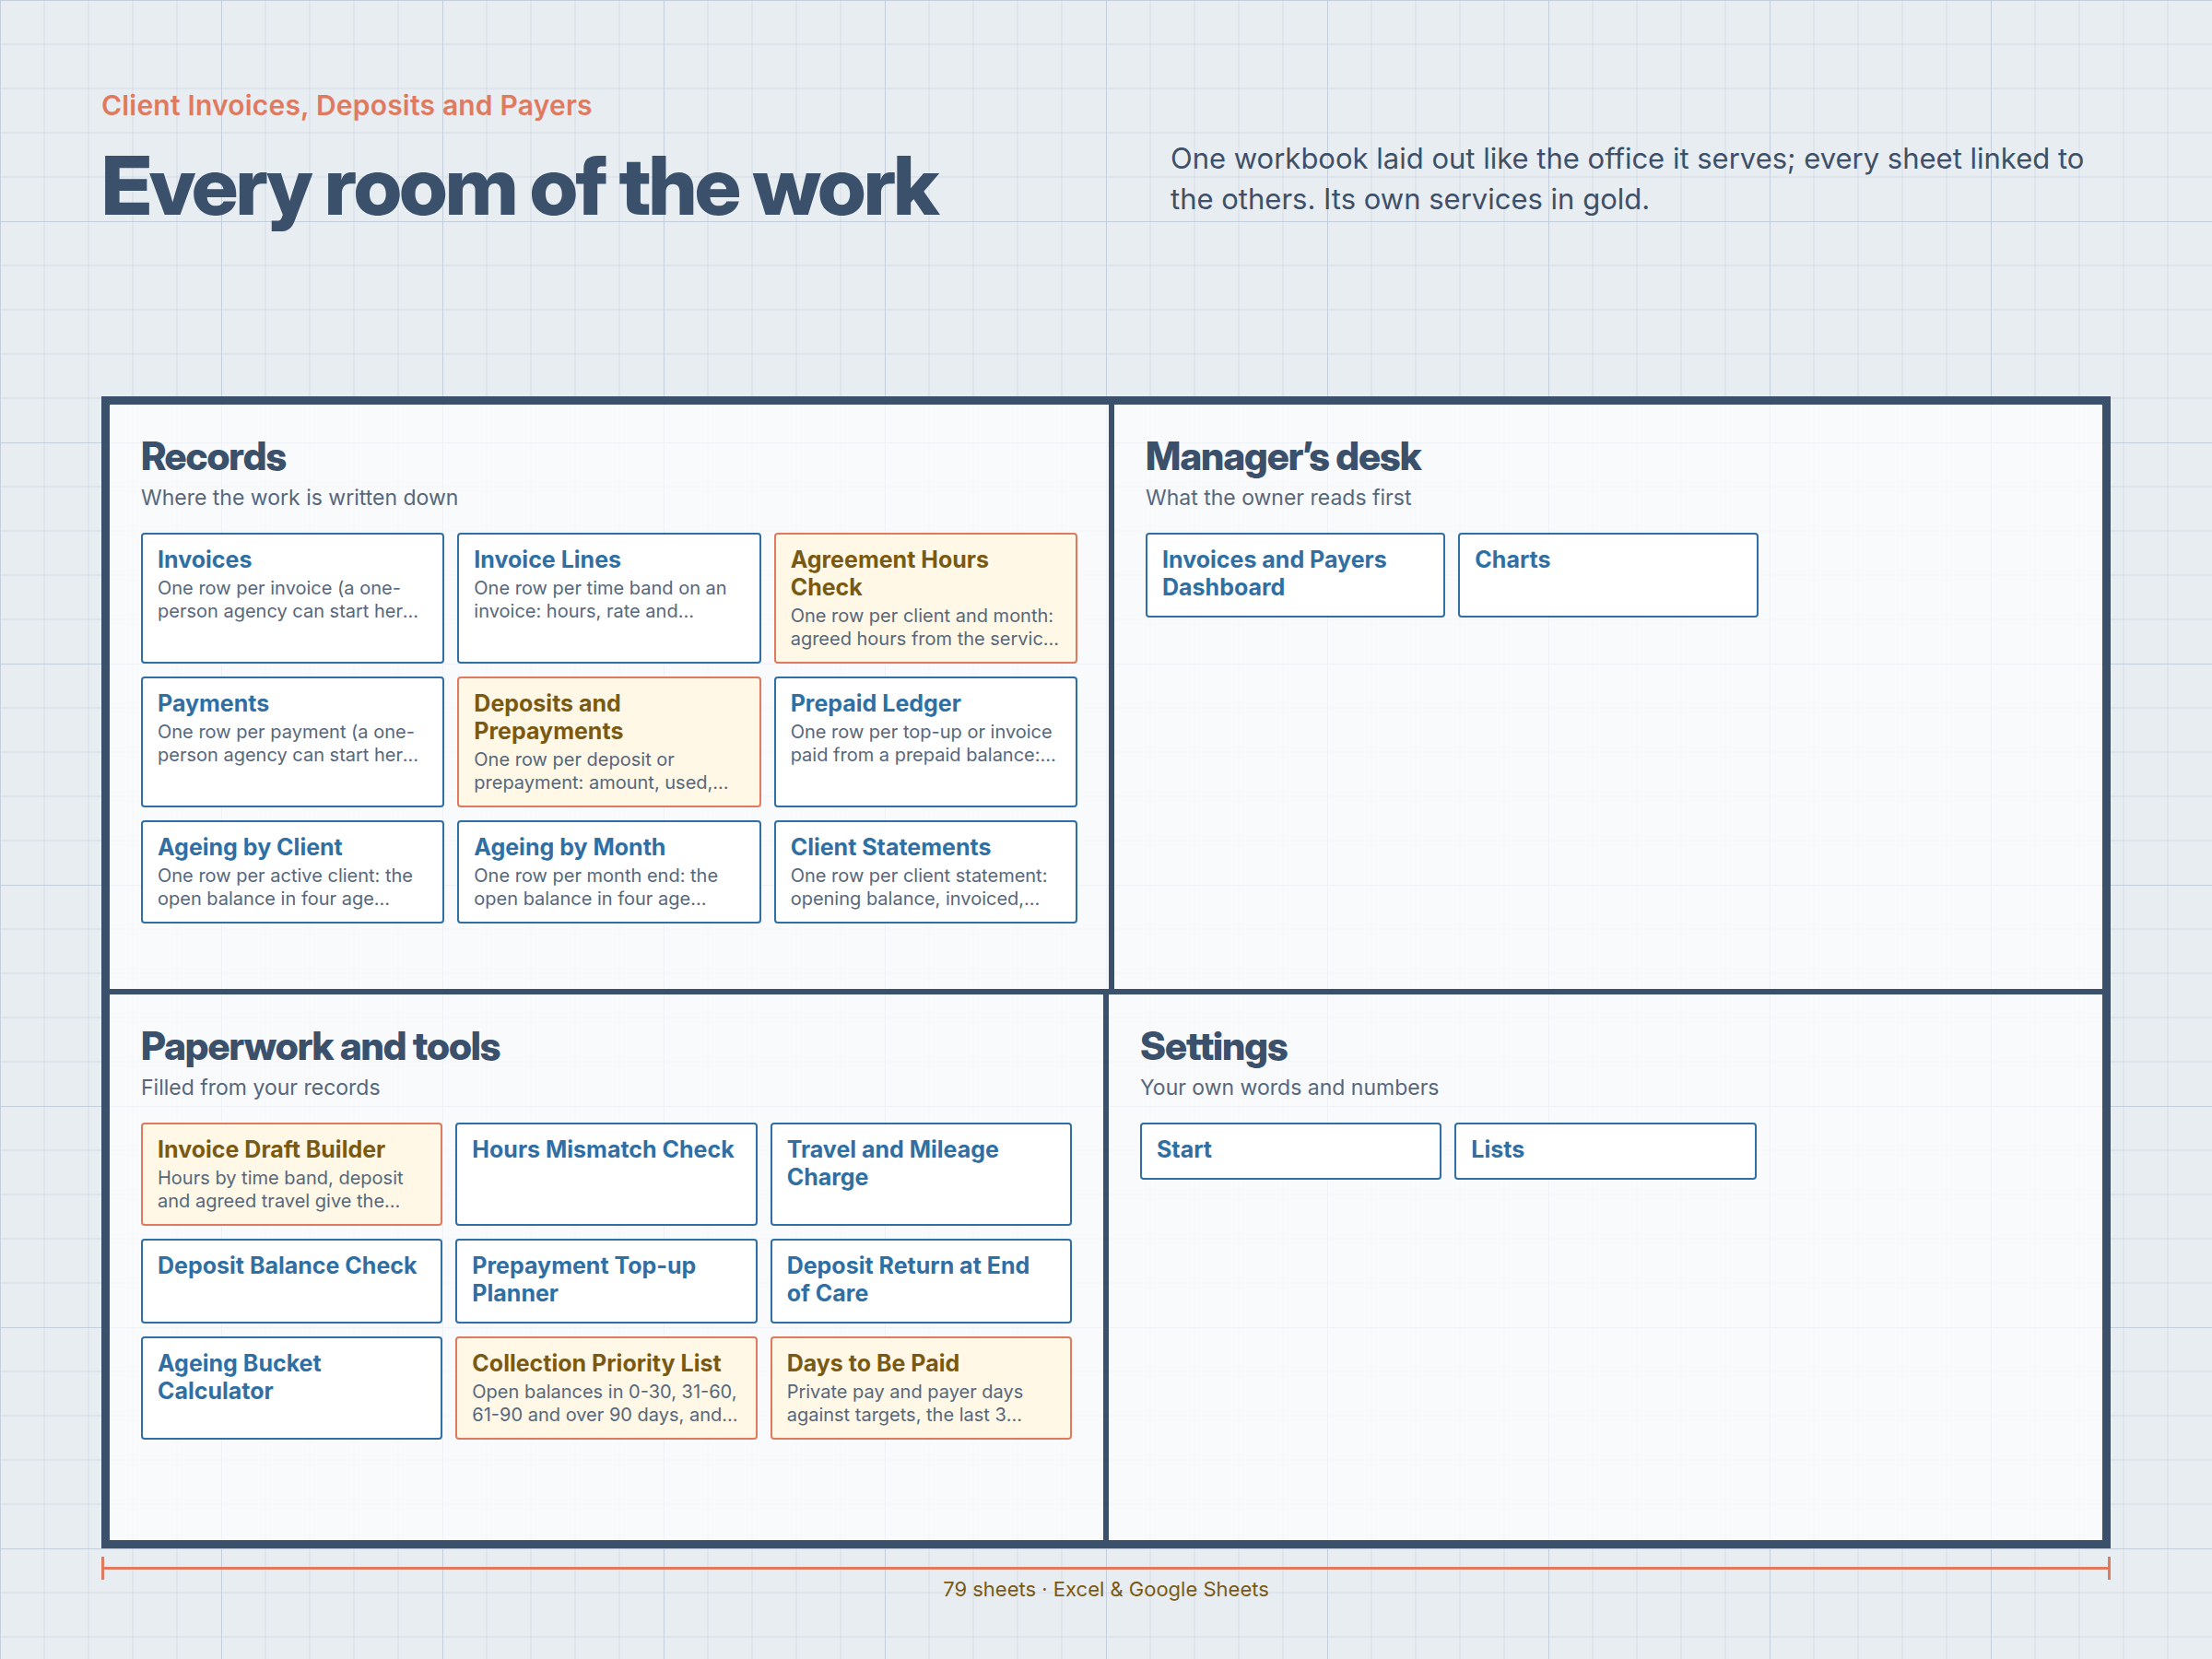 Client Invoices, Deposits and Payers
Every room of the work
One workbook laid out like the office it serves; every sheet linked to
the others. Its own services in gold.
Records
Where the work is written down
Invoices
One row per invoice (a one-
person agency can start her...
Invoice Lines
One row per time band on an
invoice: hours, rate and...
Agreement Hours
Check
One row per client and month:
agreed hours from the servic...
Payments
One row per payment (a one-
person agency can start her...
Deposits and
Prepayments
One row per deposit or
prepayment: amount, used,...
Prepaid Ledger
One row per top-up or invoice
paid from a prepaid balance:...
Ageing by Client
One row per active client: the
open balance in four age...
Ageing by Month
One row per month end: the
open balance in four age...
Client Statements
One row per client statement:
opening balance, invoiced,...
Manager’s desk
What the owner reads first
Invoices and Payers
Dashboard
Charts
Paperwork and tools
Filled from your records
Invoice Draft Builder
Hours by time band, deposit
and agreed travel give the...
Hours Mismatch Check
Travel and Mileage
Charge
Deposit Balance Check
Prepayment Top-up
Planner
Deposit Return at End
of Care
Ageing Bucket
Calculator
Collection Priority List
Open balances in 0-30, 31-60,
61-90 and over 90 days, and...
Days to Be Paid
Private pay and payer days
against targets, the last 3...
Settings
Your own words and numbers
Start
Lists
79 sheets · Excel & Google Sheets